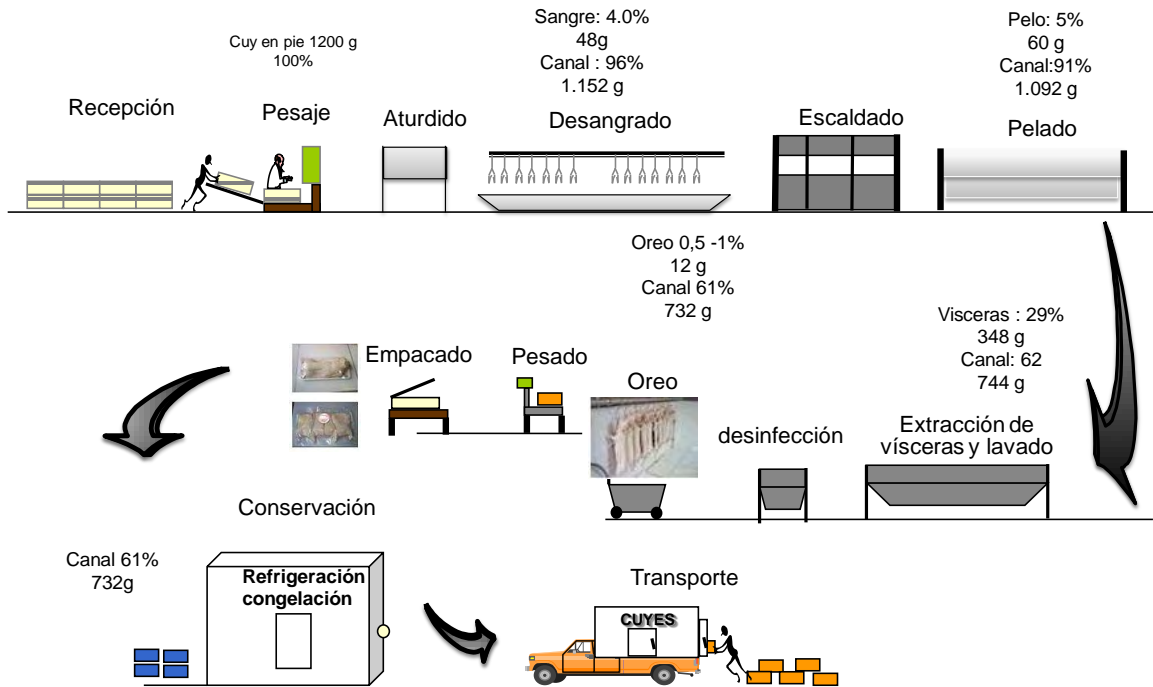 Cuy en pie 1200 g
100%
Sangre: 4.0%
48g
Canal : 96%
1.152 g
Pelo: 5%
60 g
Canal:91%
1.092 g
Recepción
Pesaje
Aturdido
Desangrado
Escaldado
Pelado
Oreo 0,5 -1%
12 g
Canal 61%
732 g
Visceras : 29%
348 g
Canal: 62
744 g
Empacado
Pesado
Oreo
desinfección
Extracción de
vísceras y lavado
Conservación
Canal 61%
732g
Refrigeración
congelación
Transporte
CUYES